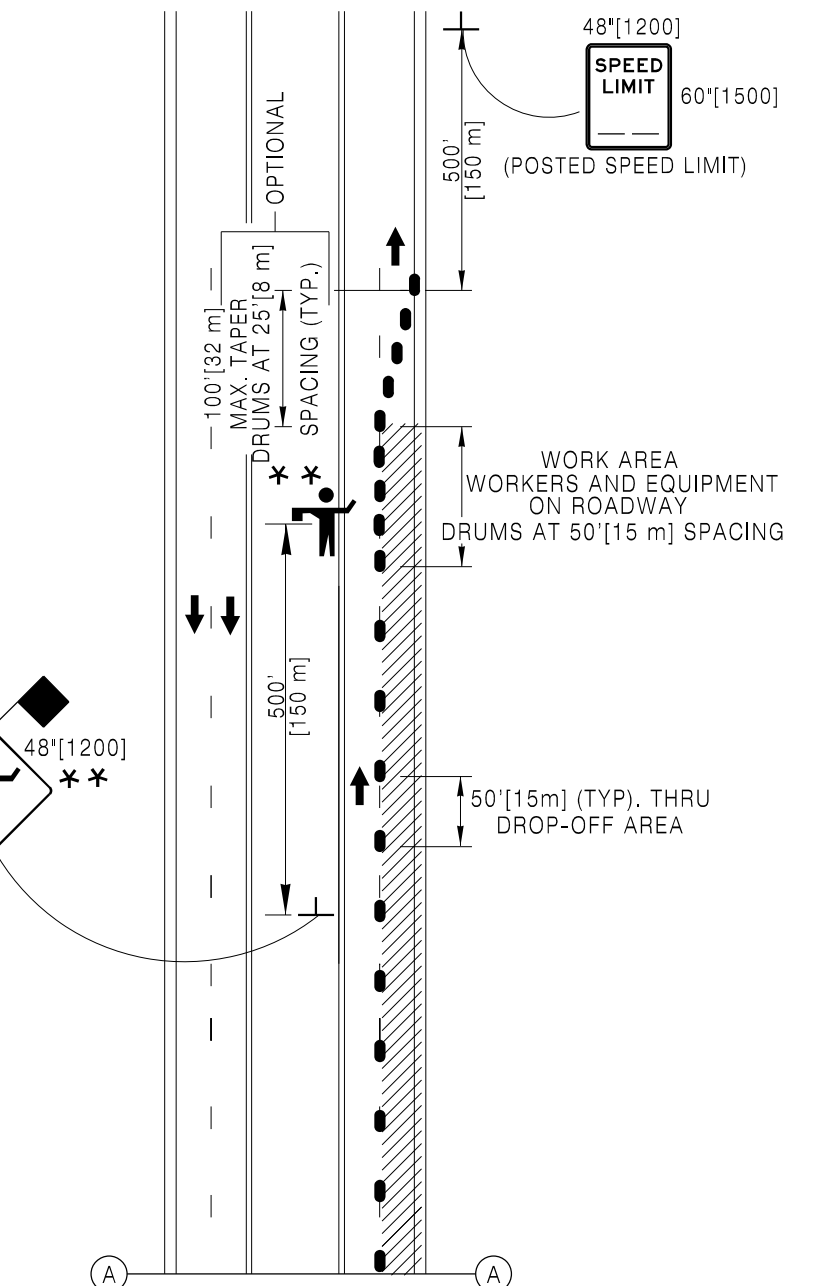 48"[1200]
SPEED
LIMIT
60"[1500]
(POSTED SPEED LIMIT)
500'
[150 m]
OPTIONAL
100'[32 m]
MAX. TAPER
DRUMS AT 25'[8 m]
SPACING (TYP.)
* *
WORK AREA
WORKERS AND EQUIPMENT
ON ROADWAY
DRUMS AT 50'[15 m] SPACING
500'
[150 m]
48"[1200]
* *
50'[15m] (TYP). THRU
DROP-OFF AREA
A
A